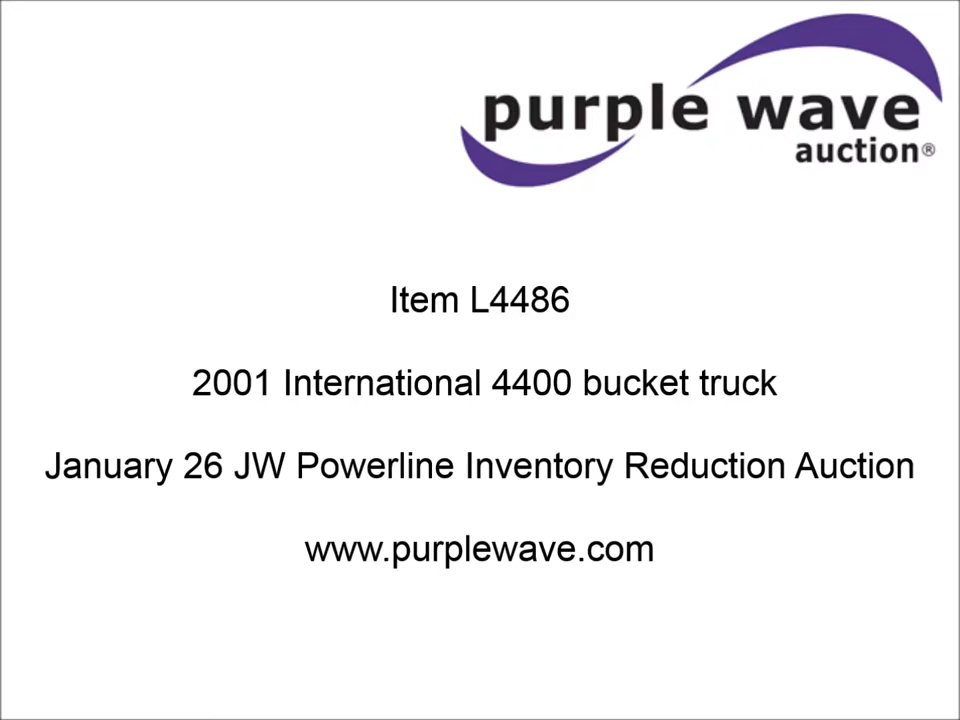 purple wave
auction®
Item L4486
2001 International 4400 bucket truck
January 26 JW Powerline Inventory Reduction Auction
www.purplewave.com